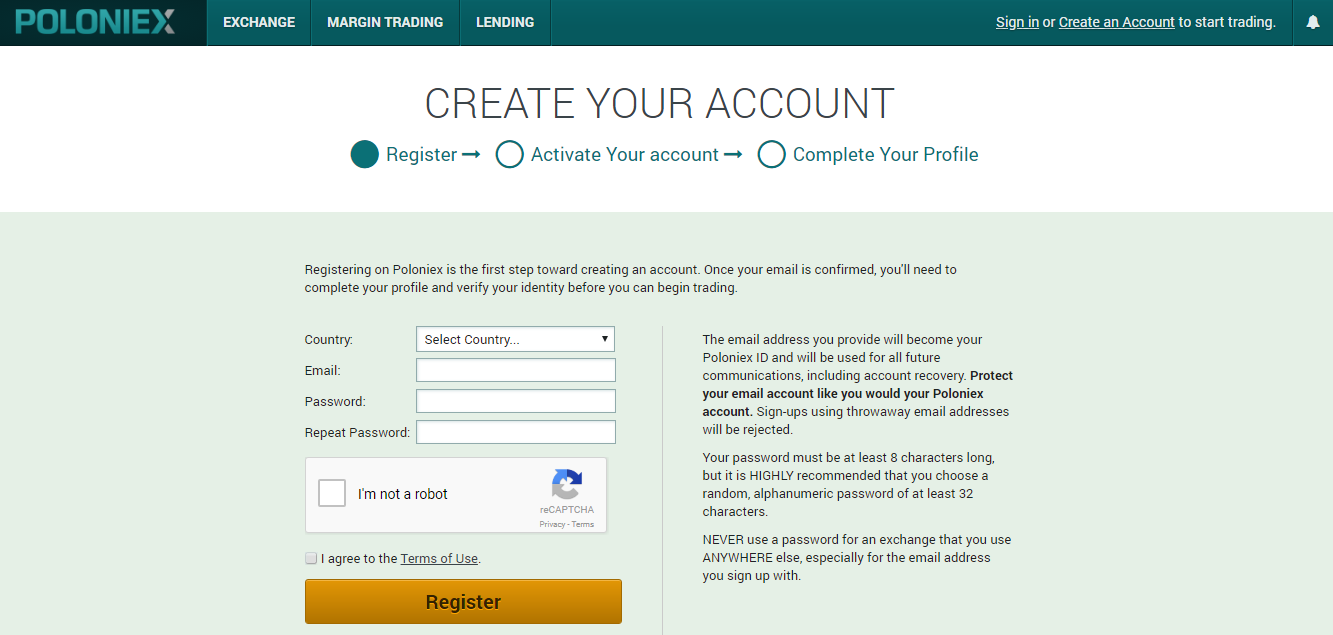 POLONIEX
EXCHANGE
MARGIN TRADING
LENDING
Sign in or Create an Account to start trading.
CREATE YOUR ACCOUNT
Register
Activate Your account
Complete Your Profile
Registering on Poloniex is the first step toward creating an account. Once your email is confirmed, you'll need to
complete your profile and verify your identity before you can begin trading.
Country:
Select Country...
Email:
Password:
Repeat Password:
I'm not a robot
reCAPTCHA
Privacy - Terms
I agree to the Terms of Use.
Register
The email address you provide will become your
Poloniex ID and will be used for all future
communications, including account recovery. Protect
your email account like you would your Poloniex
account. Sign-ups using throwaway email addresses
will be rejected.
Your password must be at least 8 characters long,
but it is HIGHLY recommended that you choose a
random, alphanumeric password of at least 32
characters.
NEVER use a password for an exchange that you use
ANYWHERE else, especially for the email address
you sign up with.